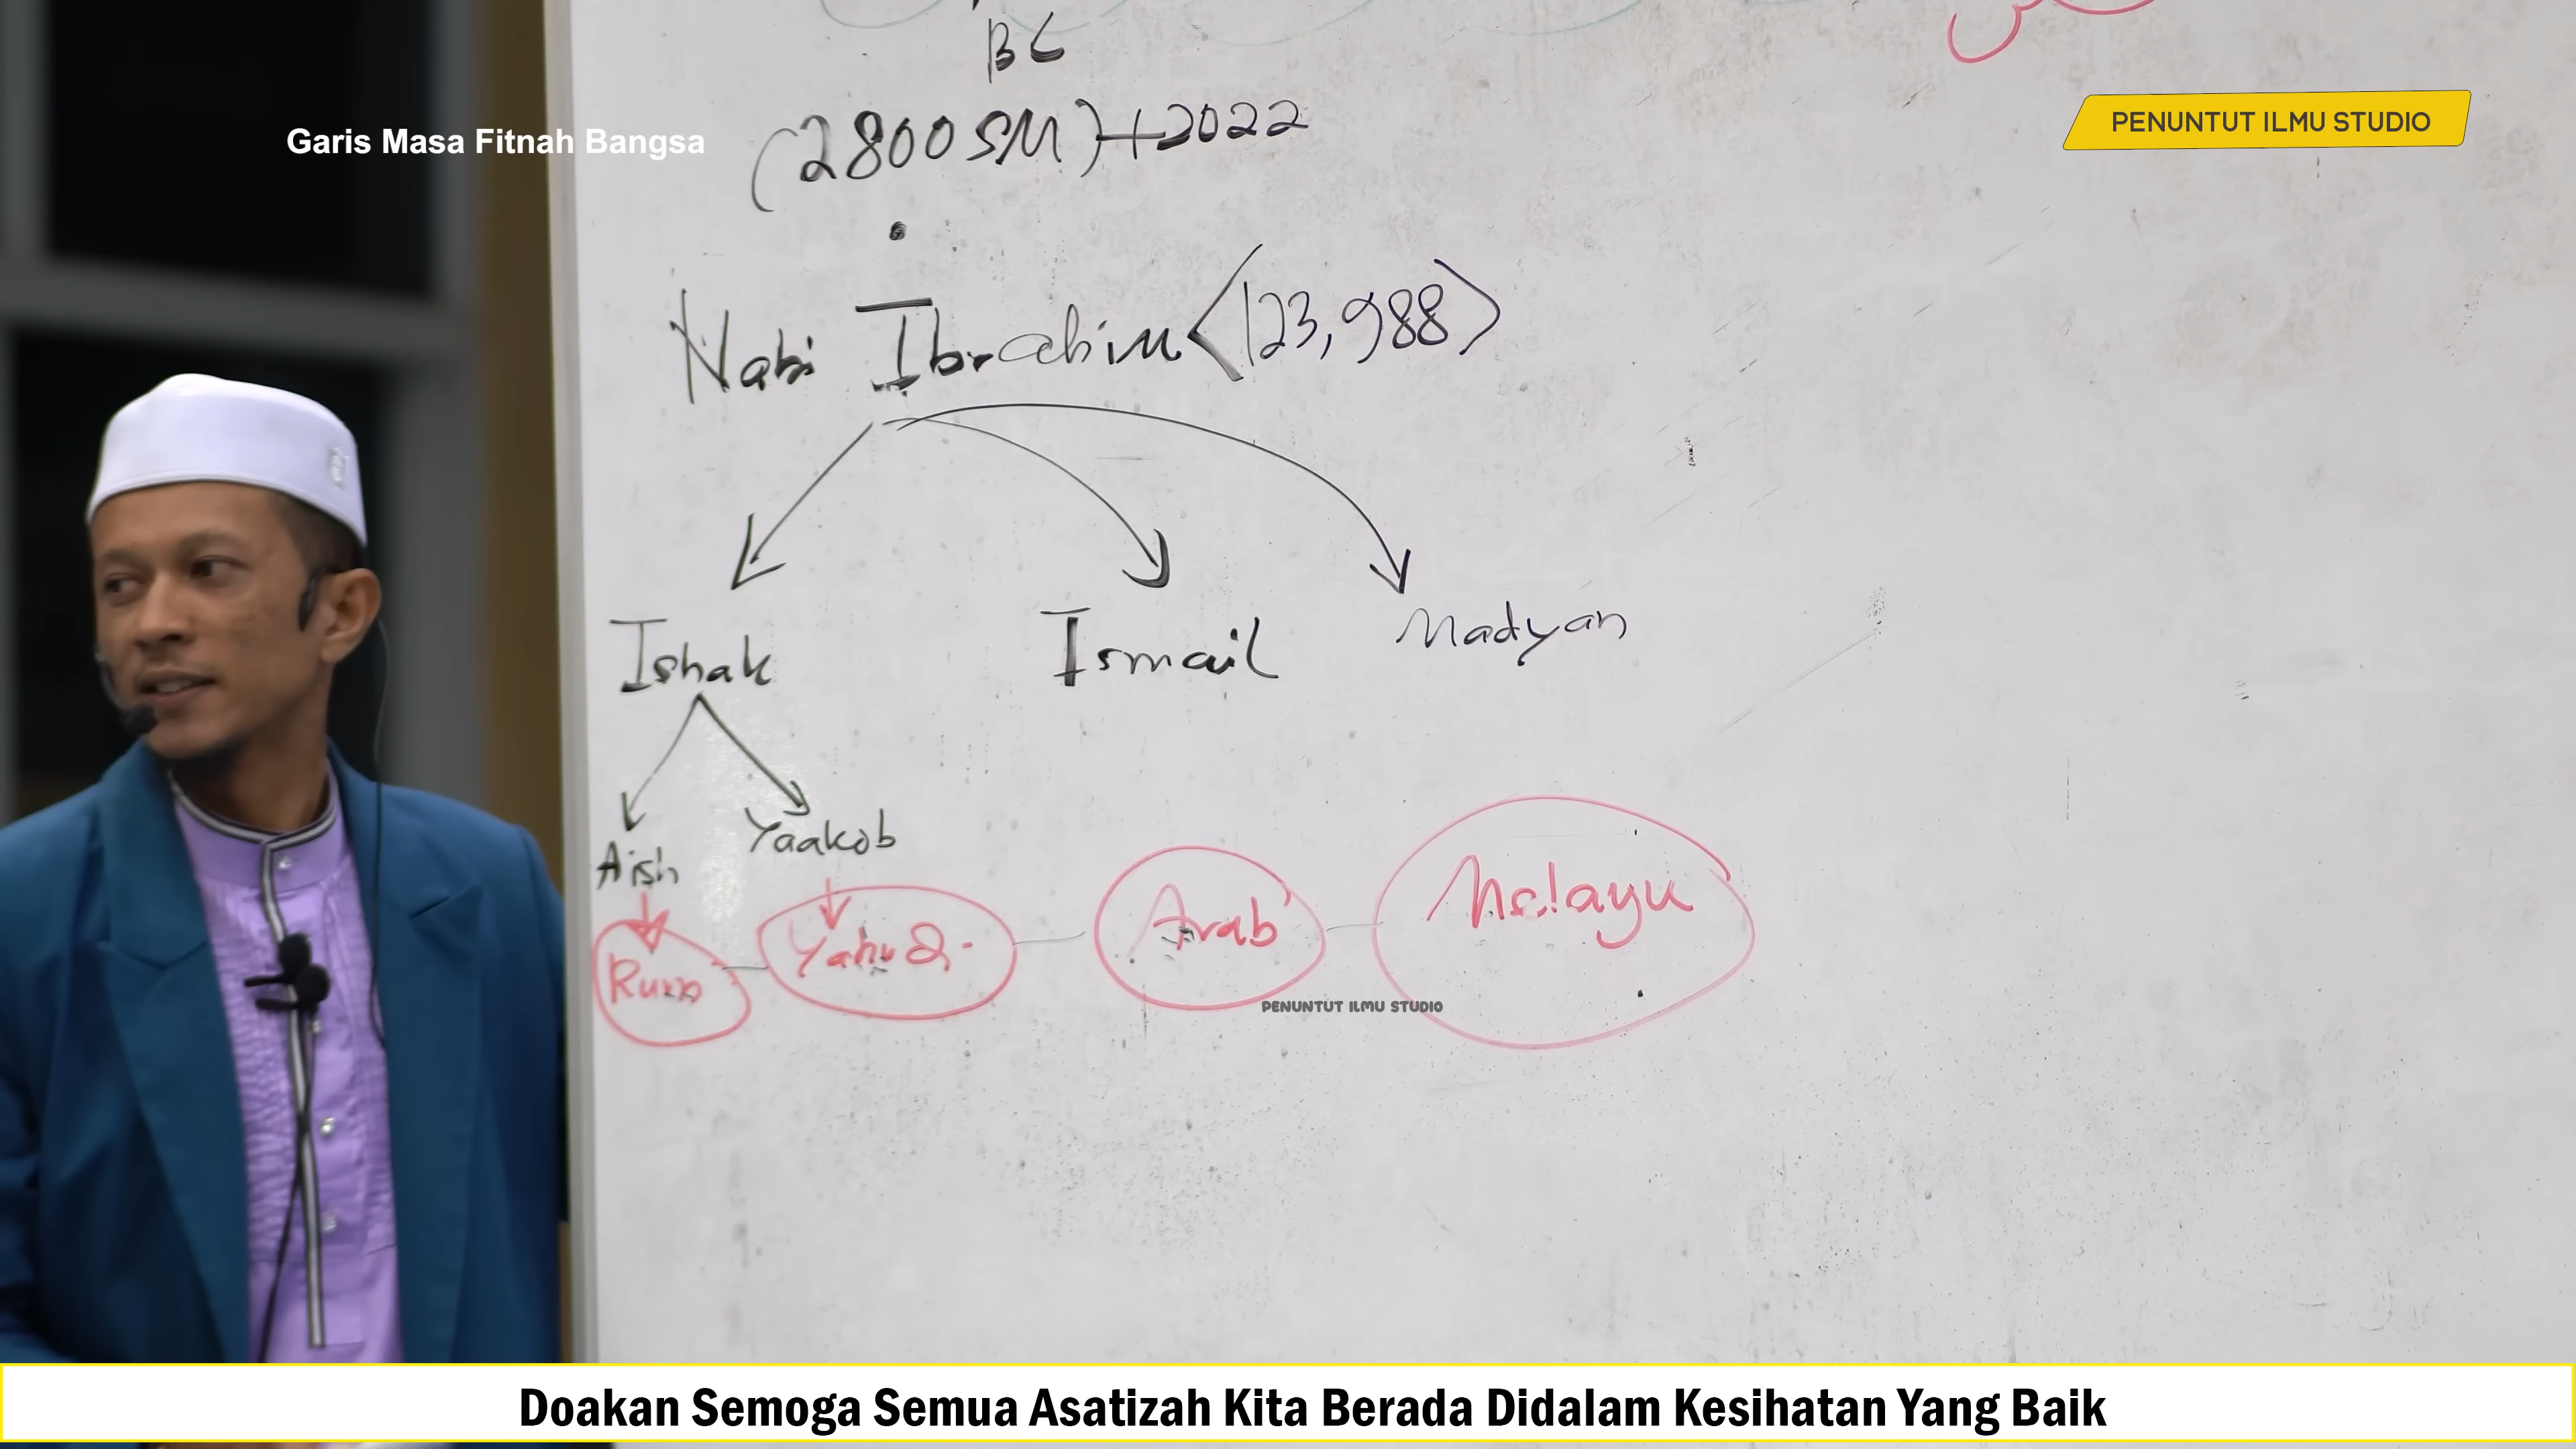 BC
(2800 SM) + 2022
Garis Masa Fitnah Bangsa
PENUNTUT ILMU STUDIO
Nabi Ibrahim <123,988>
Ishak Ismail Madyan
Aish Yaakob
Rum Yahudi Arab Melayu
PENUNTUT ILMU STUDIO
Doakan Semoga Semua Asatizah Kita Berada Didalam Kesihatan Yang Baik